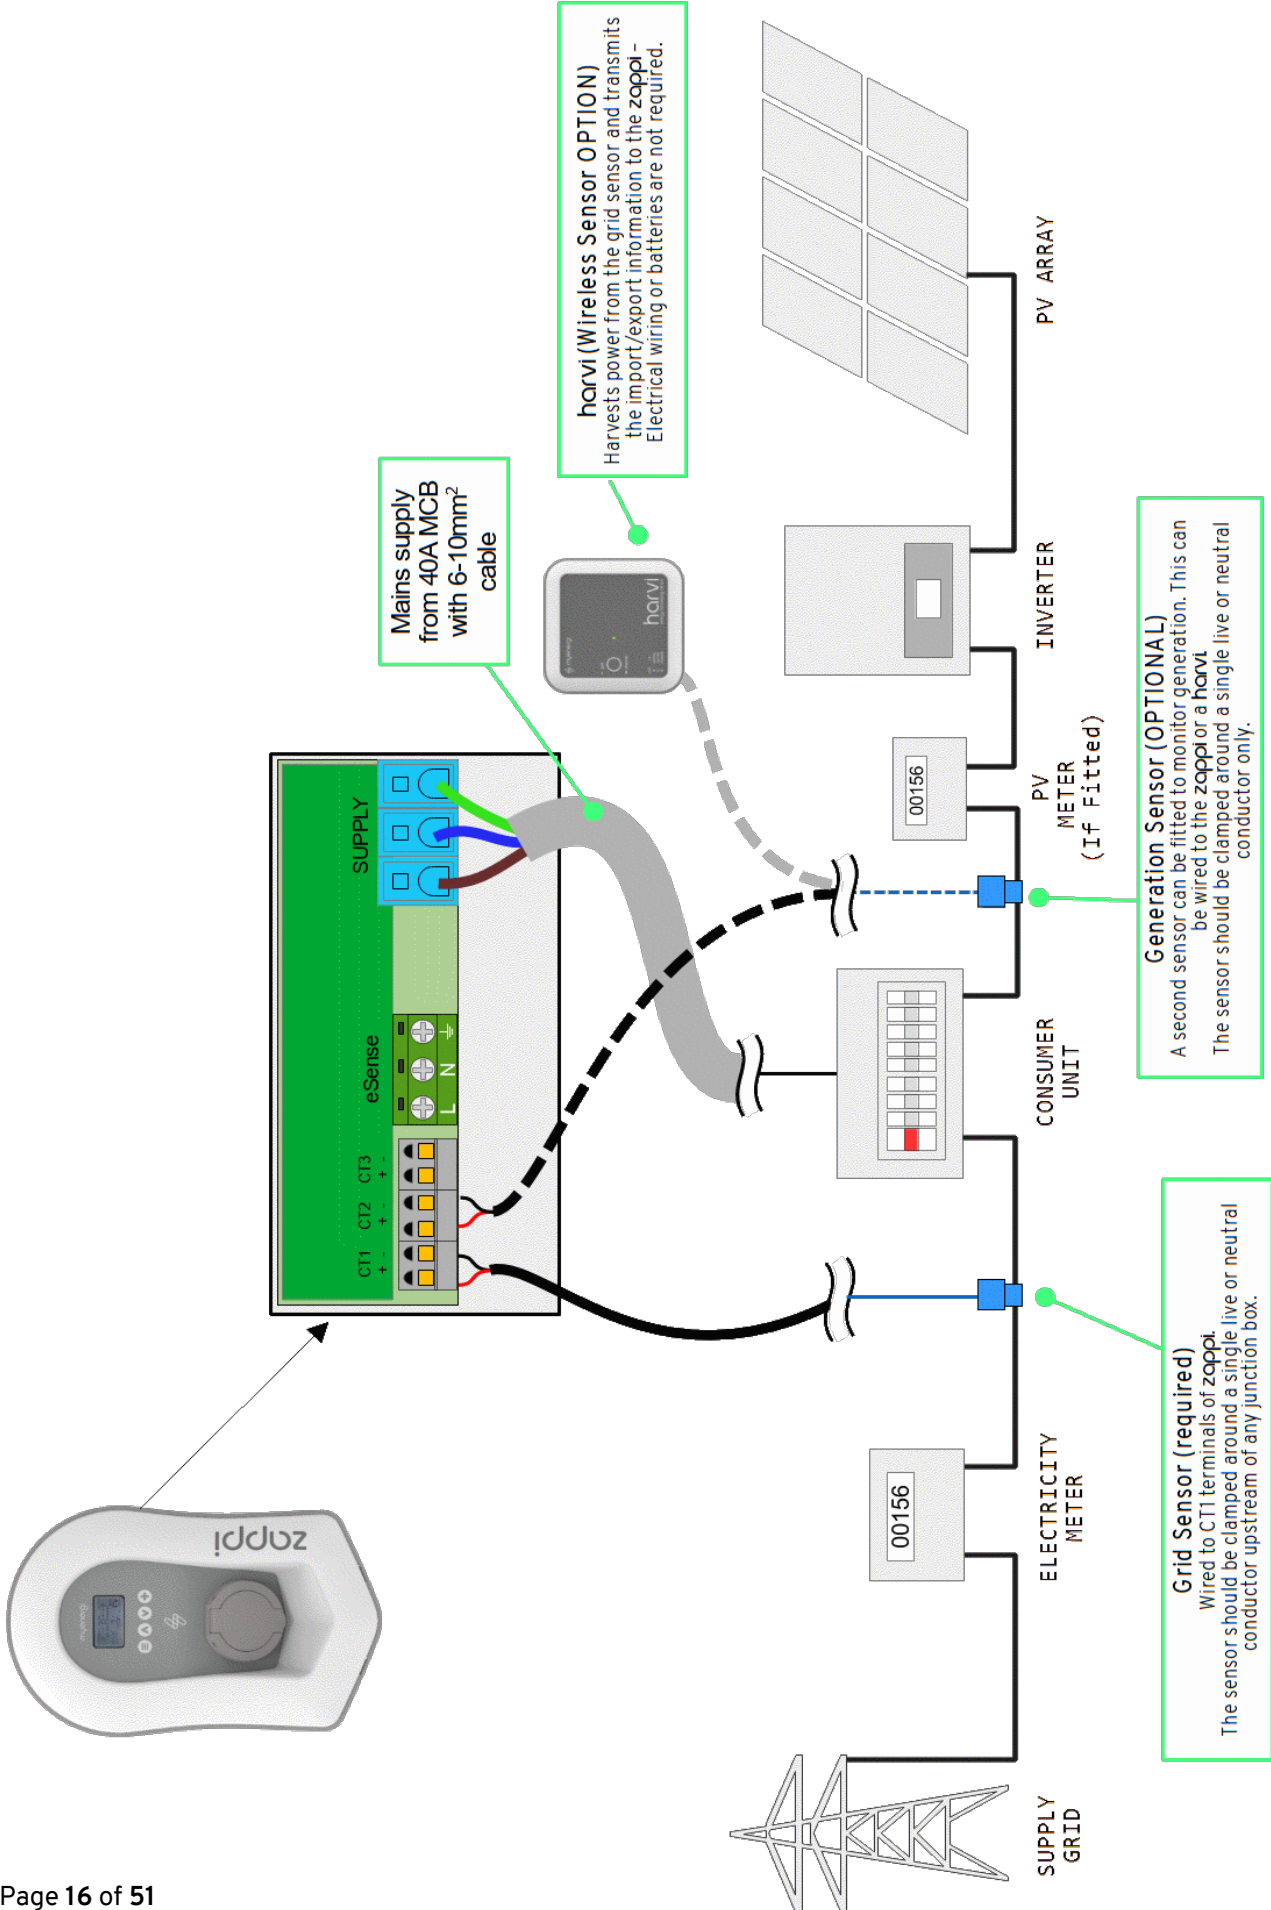 harvi (Wireless Sensor OPTION)
Harvests power from the grid sensor and transmits
the import/export information to the zappi –
Electrical wiring or batteries are not required.
Mains supply
from 40A MCB
with 6-10mm²
cable
zappi
myenergi
SUPPLY
eSense
L N
CT1 CT2 CT3
+ - + - + -
myenergi
harvi
SUPPLY
GRID
00156
ELECTRICITY
METER
CONSUMER
UNIT
00156
PV
METER
(If Fitted)
INVERTER
PV ARRAY
Grid Sensor (required)
Wired to CT1 terminals of zappi.
The sensor should be clamped around a single live or neutral
conductor upstream of any junction box.
Generation Sensor (OPTIONAL)
A second sensor can be fitted to monitor generation. This can
be wired to the zappi or a harvi.
The sensor should be clamped around a single live or neutral
conductor only.
Page 16 of 51